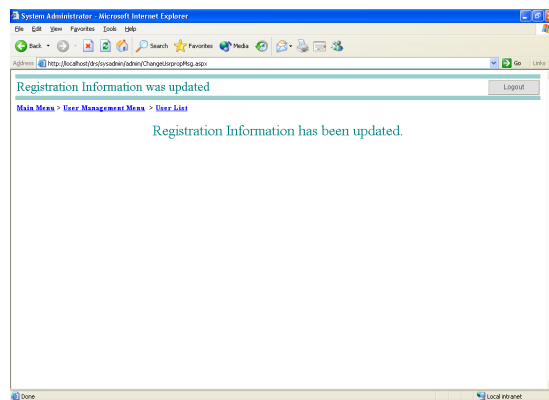 System Administrator - Microsoft Internet Explorer
File Edit View Favorites Tools Help
Back Search Favorites Media
Address http://localhost/drs/sysadmin/admin/ChangeUsrpropMsg.aspx Go Links
Registration Information was updated Logout
Main Menu > User Management Menu > User List
Registration Information has been updated.
Done Local intranet